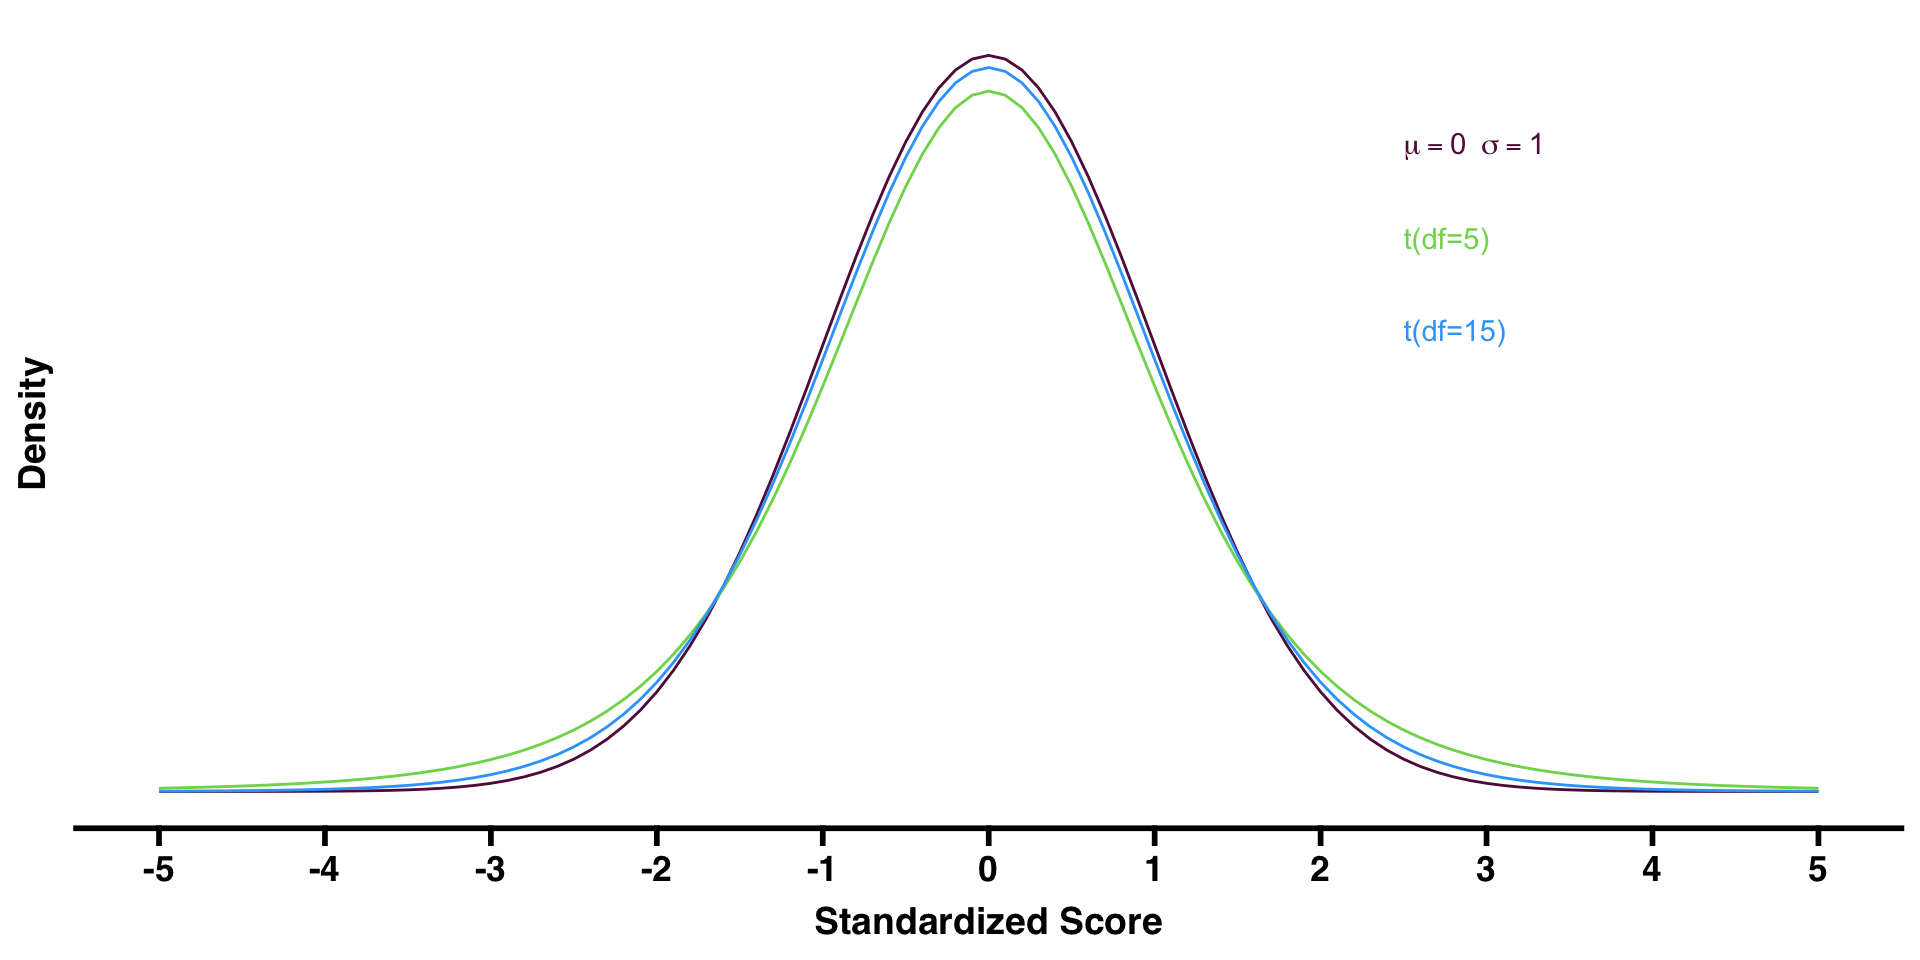 μ = 0 σ = 1
t(df=5)
t(df=15)
Density
-5 -4 -3 -2 -1 0 1 2 3 4 5
Standardized Score